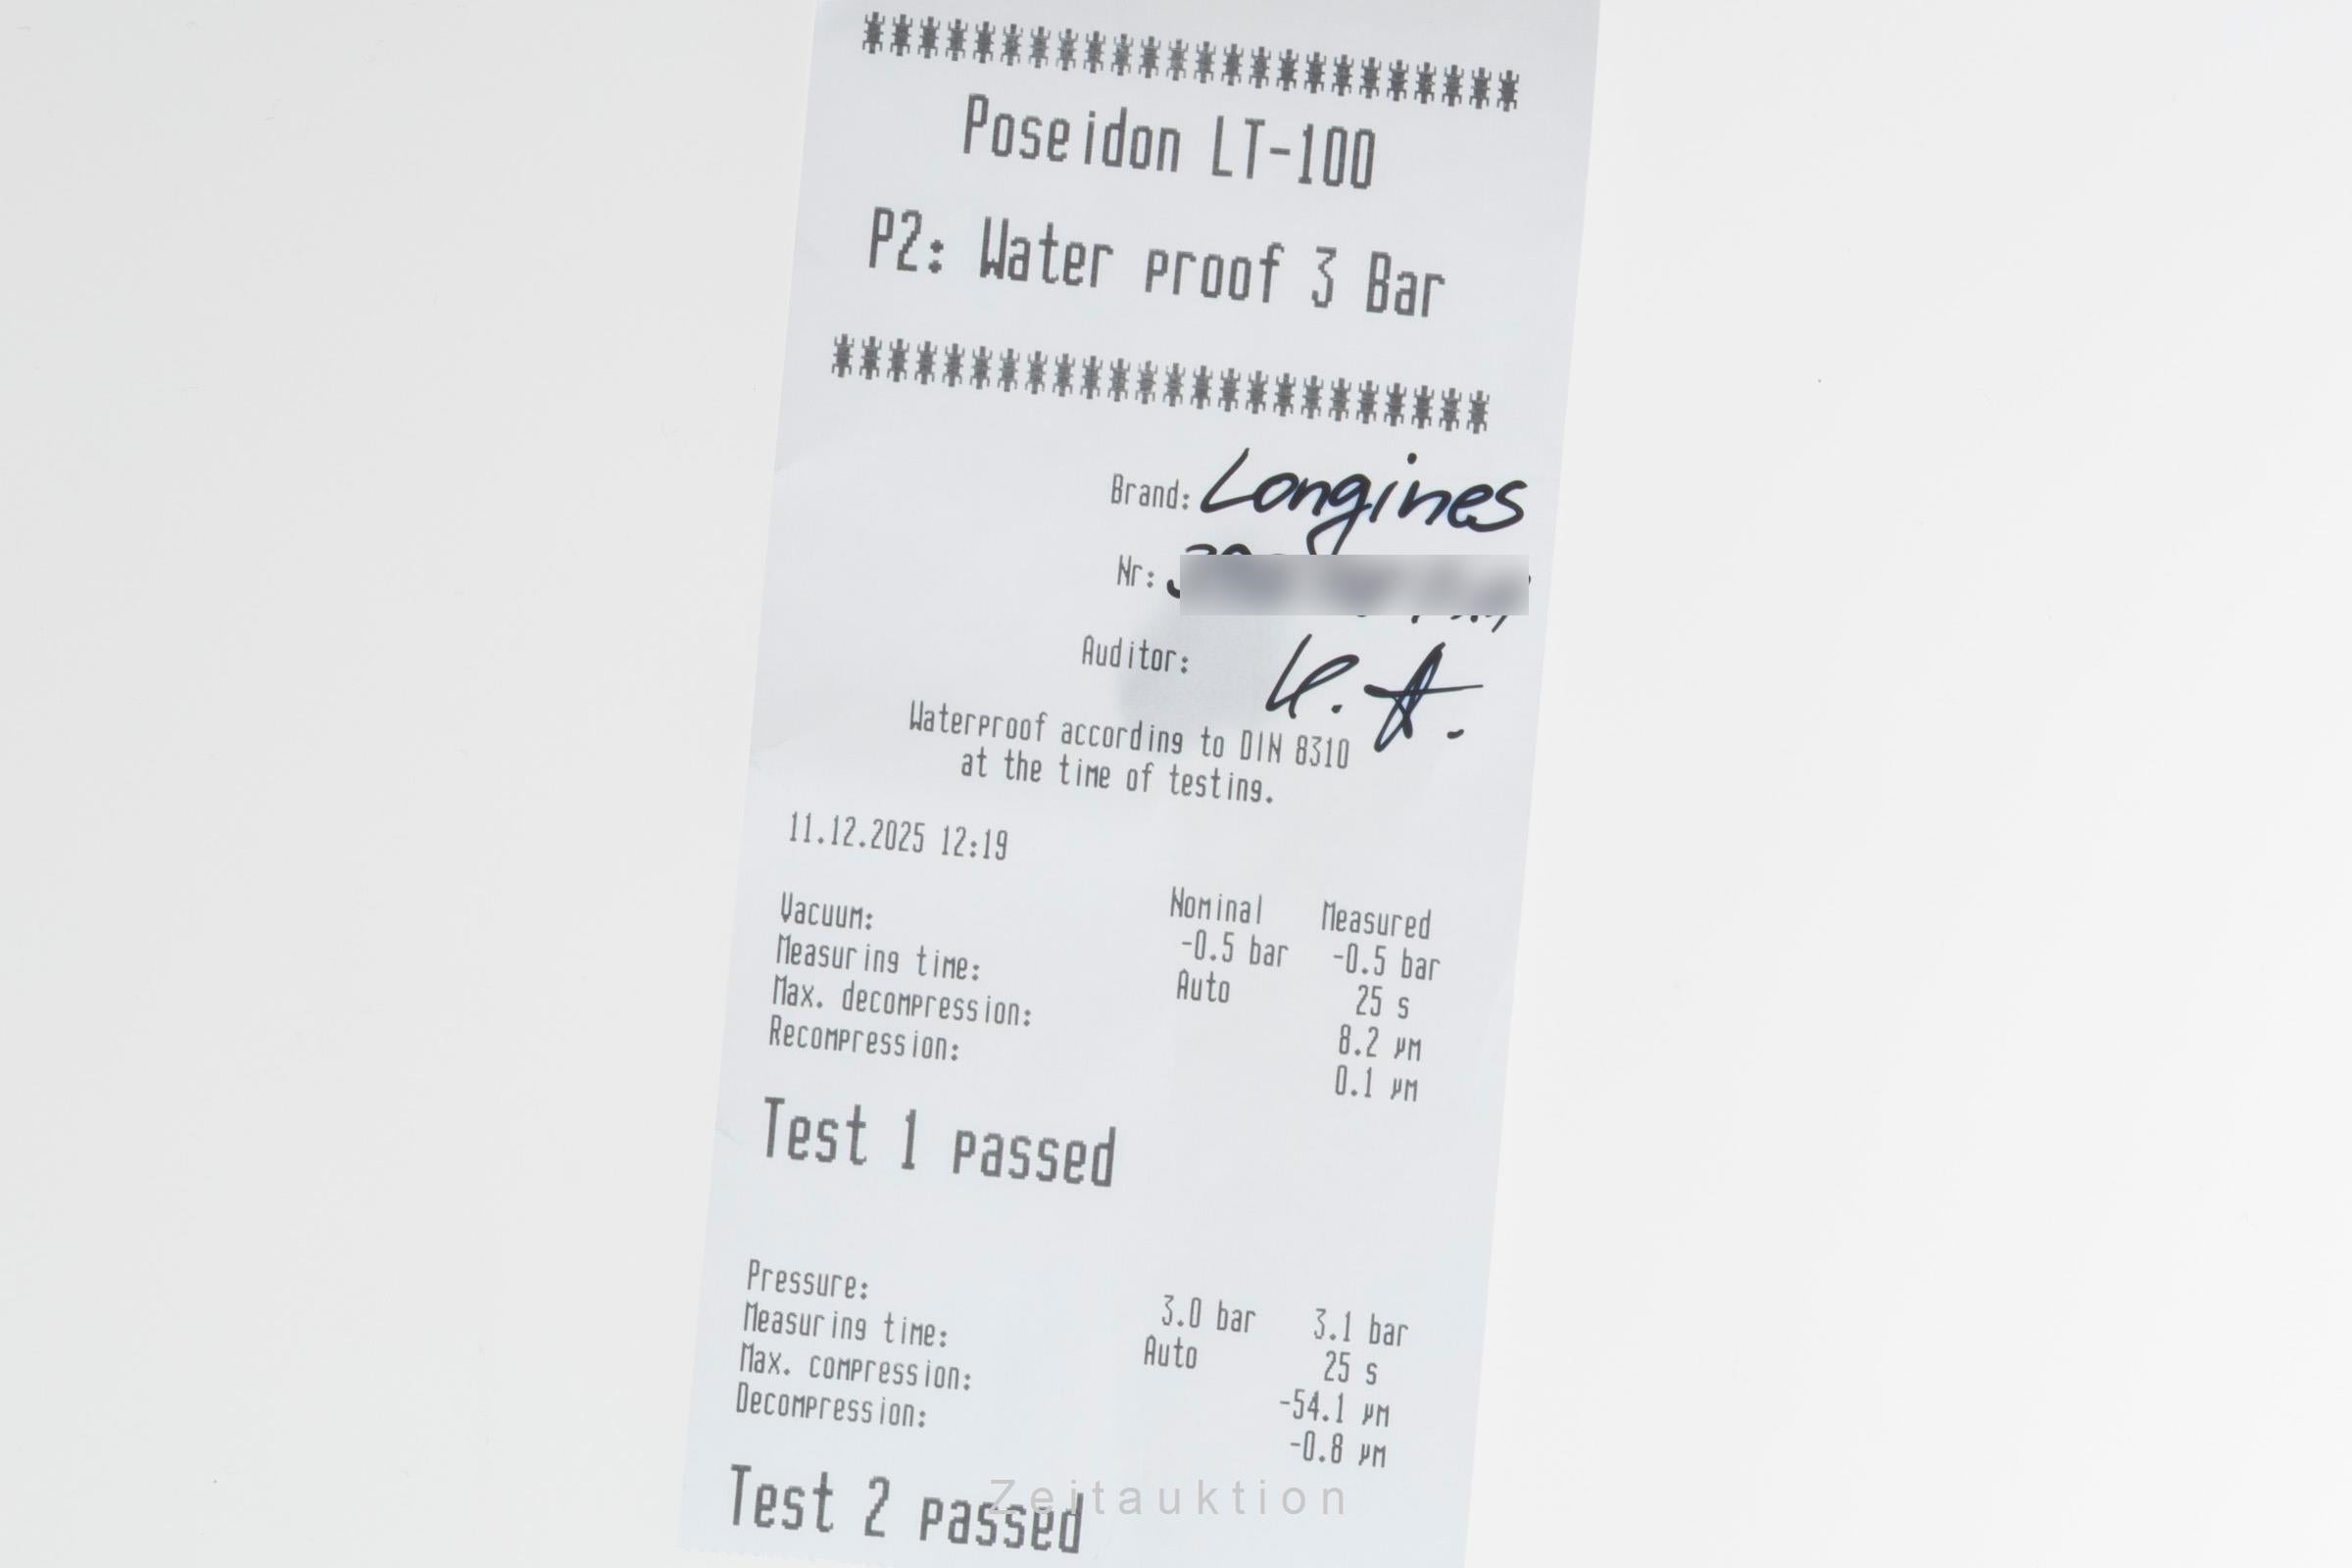 ************************
Poseidon LT-100
P2: Water proof 3 Bar
************************
Brand: Longines
Nr:
Auditor:
Waterproof according to DIN 8310
at the time of testing.
11.12.2025 12:19
Nominal Measured
Vacuum: -0.5 bar -0.5 bar
Measuring time: Auto 25 s
Max. decompression: 8.2 µm
Recompression: 0.1 µm
Test 1 passed
Pressure: 3.0 bar 3.1 bar
Measuring time: Auto 25 s
Max. compression: -54.1 µm
Decompression: -0.8 µm
Test 2 passed
Zeitauktion